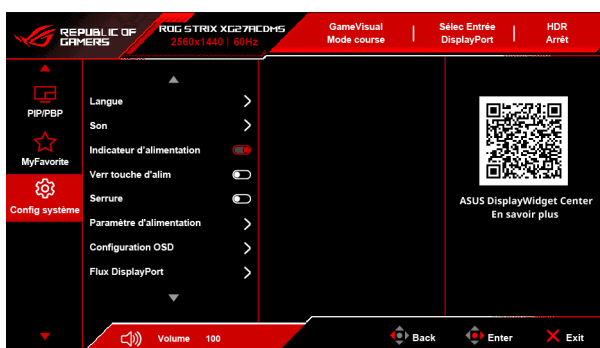 REPUBLIC OF
GAMERS
ROG STRIX XG27ACDMS
2560x1440 | 60Hz
GameVisual
Mode course
Sélec Entrée
DisplayPort
HDR
Arrêt
PIP/PBP
MyFavorite
Config système
Langue
Son
Indicateur d'alimentation
Verr touche d'alim
Serrure
Paramètre d'alimentation
Configuration OSD
Flux DisplayPort
ASUS DisplayWidget Center
En savoir plus
Volume 100
Back
Enter
Exit